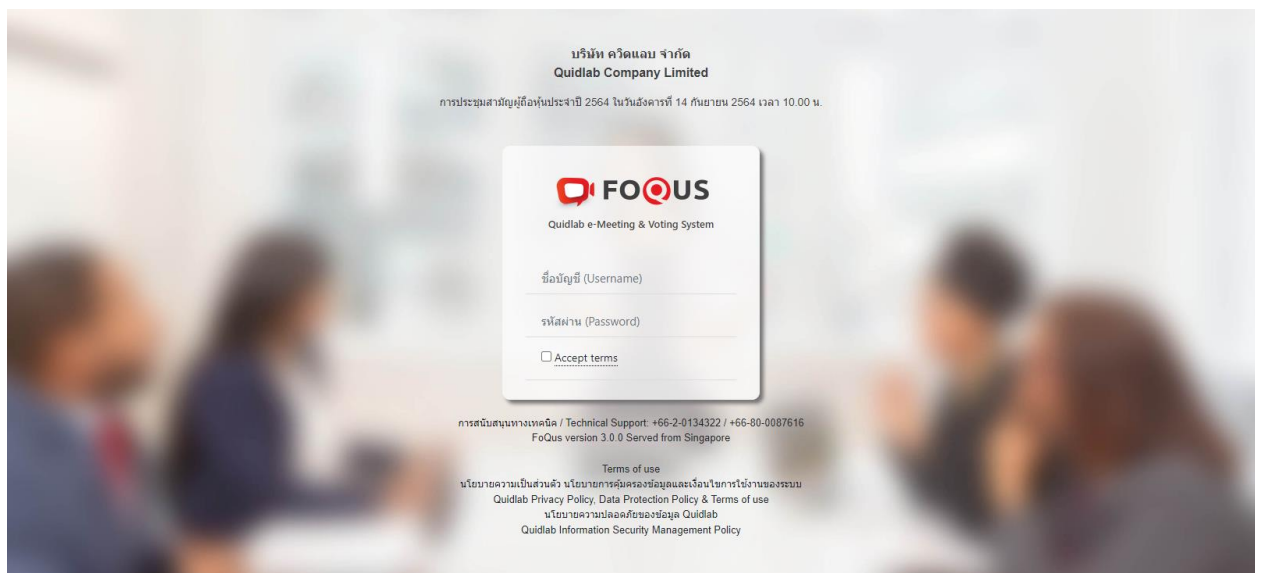 บริษัท ควิดแลบ จำกัด
Quidlab Company Limited
การประชุมสามัญผู้ถือหุ้นประจำปี 2564 ในวันอังคารที่ 14 กันยายน 2564 เวลา 10.00 น.
FOQUS
Quidlab e-Meeting & Voting System
ชื่อบัญชี (Username)
รหัสผ่าน (Password)
Accept terms
การสนับสนุนทางเทคนิค / Technical Support: +66-2-0134322 / +66-80-0087616
FoQus version 3.0.0 Served from Singapore
Terms of use
นโยบายความเป็นส่วนตัว นโยบายการคุ้มครองข้อมูลและเงื่อนไขการใช้งานของระบบ
Quidlab Privacy Policy, Data Protection Policy & Terms of use
นโยบายความปลอดภัยของข้อมูล Quidlab
Quidlab Information Security Management Policy